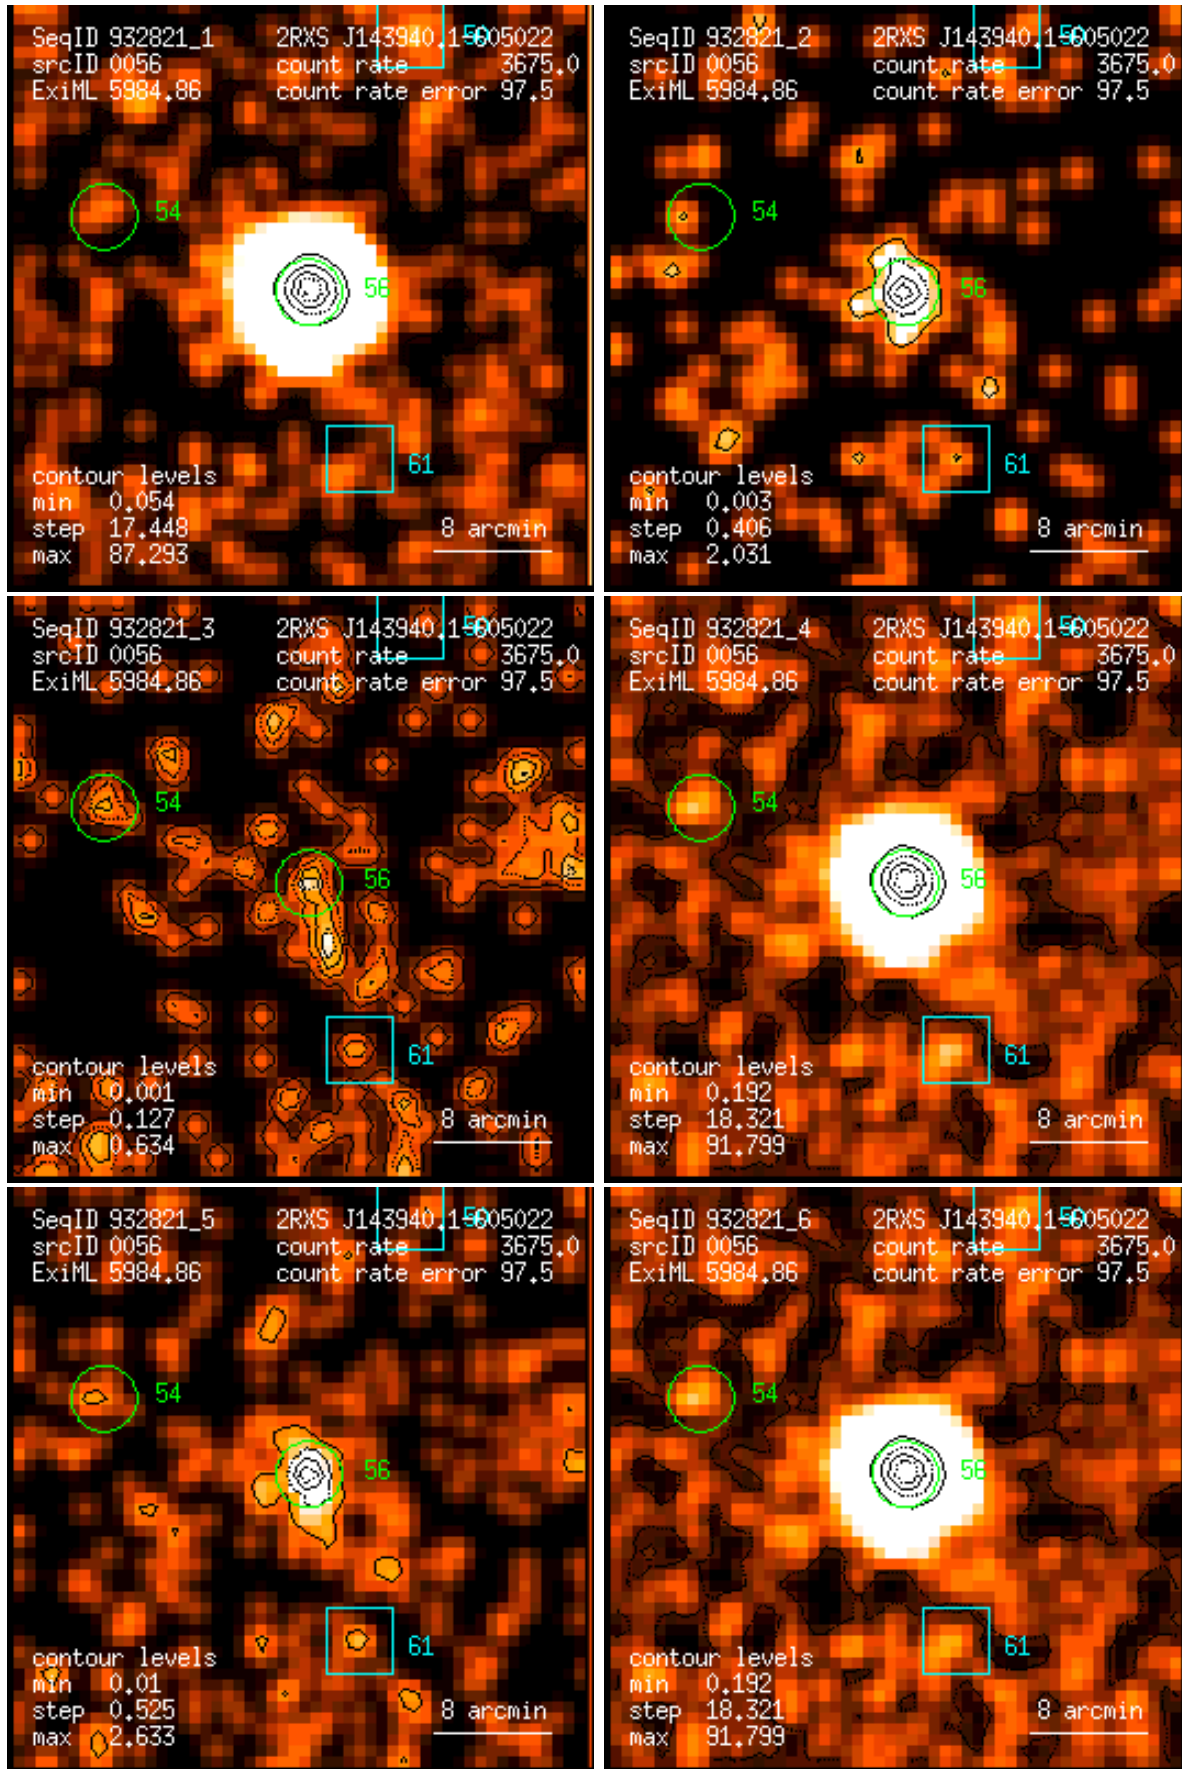 SeqID 932821_1 2RXS J143940.1-605022
srcID 0056 count rate 3675.0
ExiML 5984.86 count rate error 97.5
54
56
61
contour levels
min 0.054
step 17.448 8 arcmin
max 87.293
SeqID 932821_2 2RXS J143940.1-605022
srcID 0056 count rate 3675.0
ExiML 5984.86 count rate error 97.5
54
56
61
contour levels
min 0.003
step 0.406 8 arcmin
max 2.031
SeqID 932821_3 2RXS J143940.1-605022
srcID 0056 count rate 3675.0
ExiML 5984.86 count rate error 97.5
54
56
61
contour levels
min 0.001
step 0.127 8 arcmin
max 0.634
SeqID 932821_4 2RXS J143940.1-605022
srcID 0056 count rate 3675.0
ExiML 5984.86 count rate error 97.5
54
56
61
contour levels
min 0.192
step 18.321 8 arcmin
max 91.799
SeqID 932821_5 2RXS J143940.1-605022
srcID 0056 count rate 3675.0
ExiML 5984.86 count rate error 97.5
54
56
61
contour levels
min 0.01
step 0.525 8 arcmin
max 2.633
SeqID 932821_6 2RXS J143940.1-605022
srcID 0056 count rate 3675.0
ExiML 5984.86 count rate error 97.5
54
56
61
contour levels
min 0.192
step 18.321 8 arcmin
max 91.799